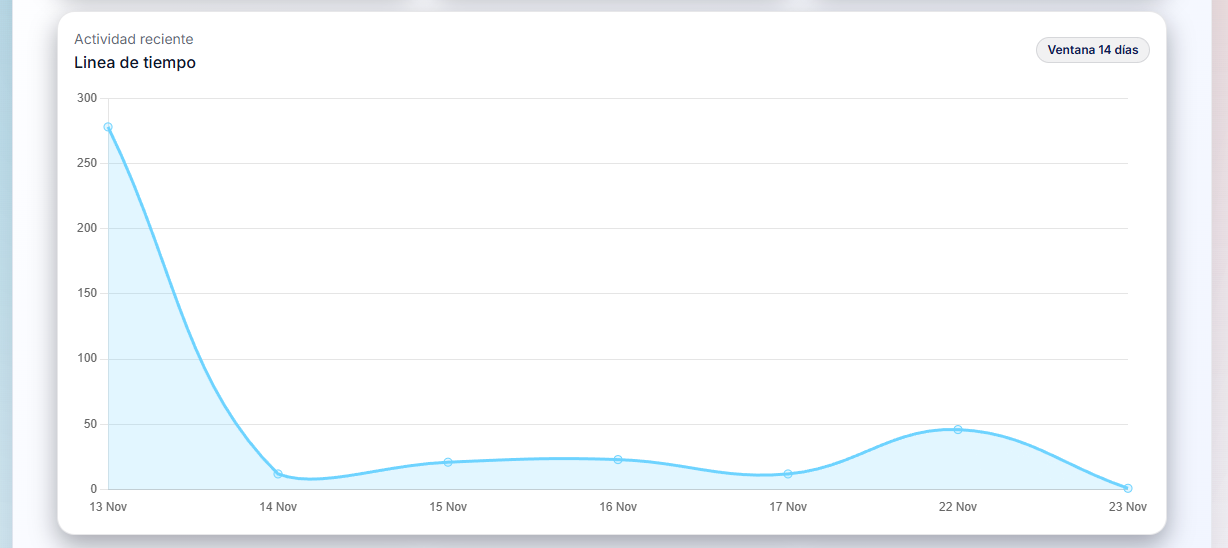 Actividad reciente
Linea de tiempo
Ventana 14 días
300
250
200
150
100
50
0
13 Nov 14 Nov 15 Nov 16 Nov 17 Nov 22 Nov 23 Nov